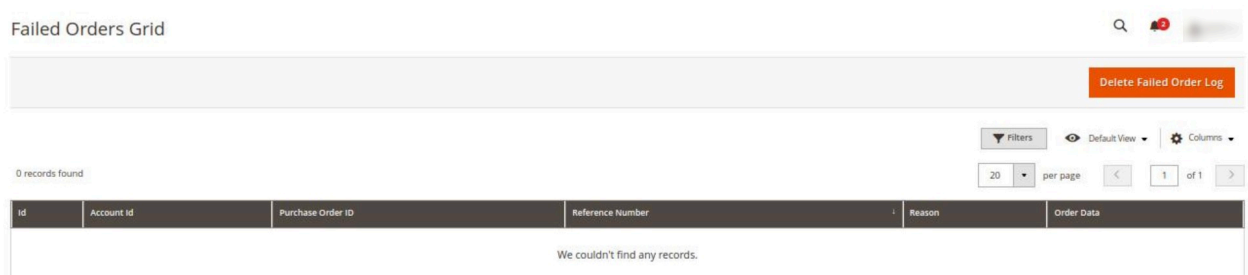 Failed Orders Grid
2
Delete Failed Order Log
Filters
Default View
Columns
0 records found
20
per page
1
of 1
Id
Account Id
Purchase Order ID
Reference Number
Reason
Order Data
We couldn't find any records.